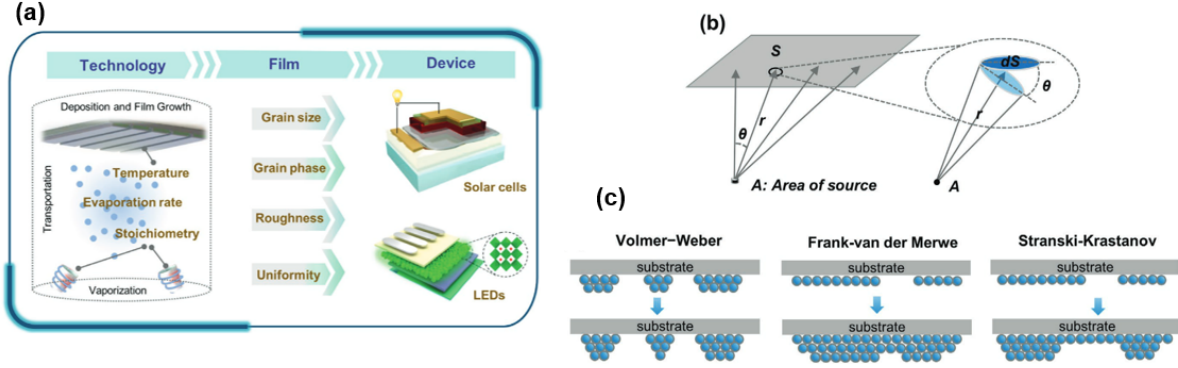 (a)
Technology
Film
Device
Deposition and Film Growth
Transportation
Temperature
Evaporation rate
Stoichiometry
Vaporization
Grain size
Grain phase
Roughness
Uniformity
Solar cells
LEDs
(b)
S
r
θ
A: Area of source
dS
θ
r
A
(c)
Volmer−Weber
Frank-van der Merwe
Stranski-Krastanov
substrate
substrate
substrate
substrate
substrate
substrate